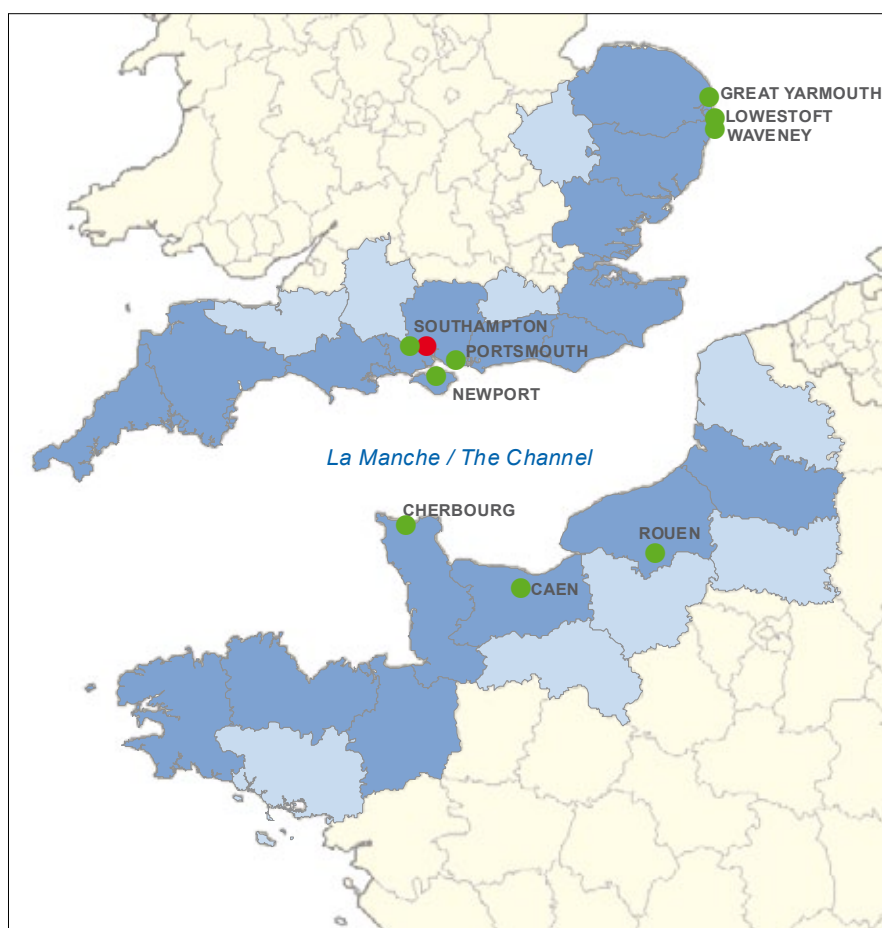 GREAT YARMOUTH
LOWESTOFT
WAVENEY
SOUTHAMPTON
PORTSMOUTH
NEWPORT
La Manche / The Channel
CHERBOURG
ROUEN
CAEN